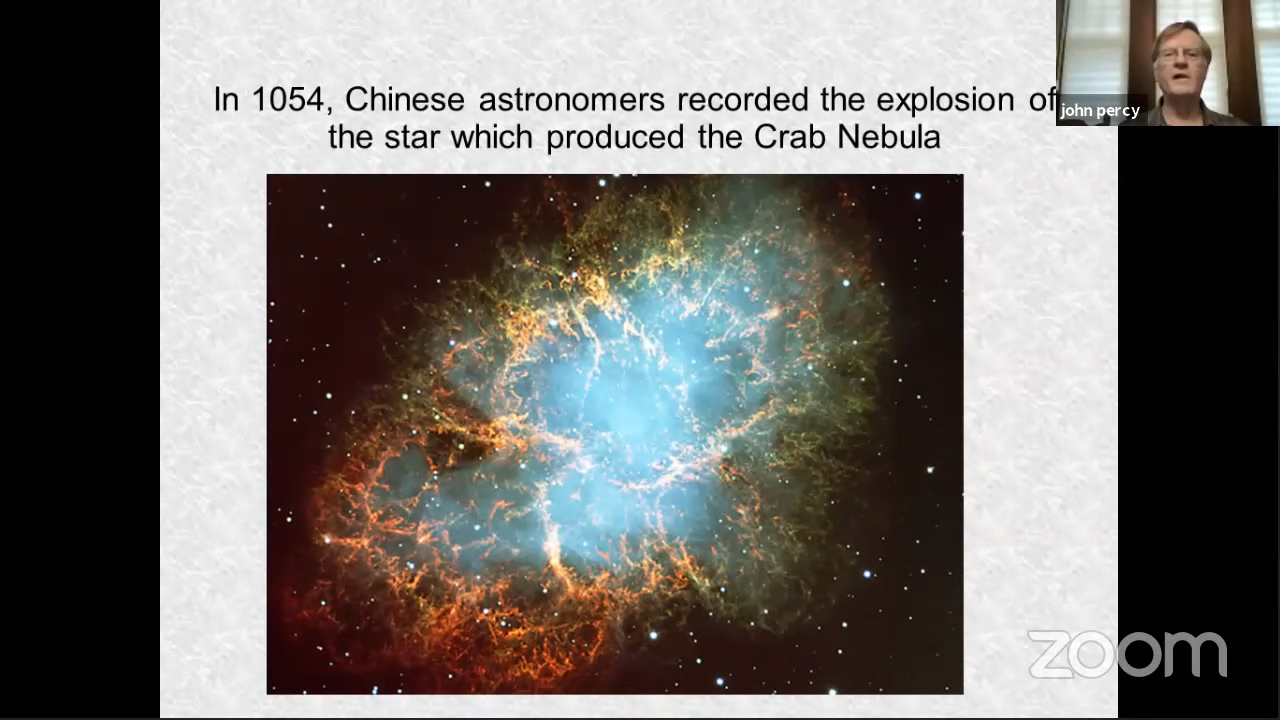 In 1054, Chinese astronomers recorded the explosion of
the star which produced the Crab Nebula
john percy
zoom